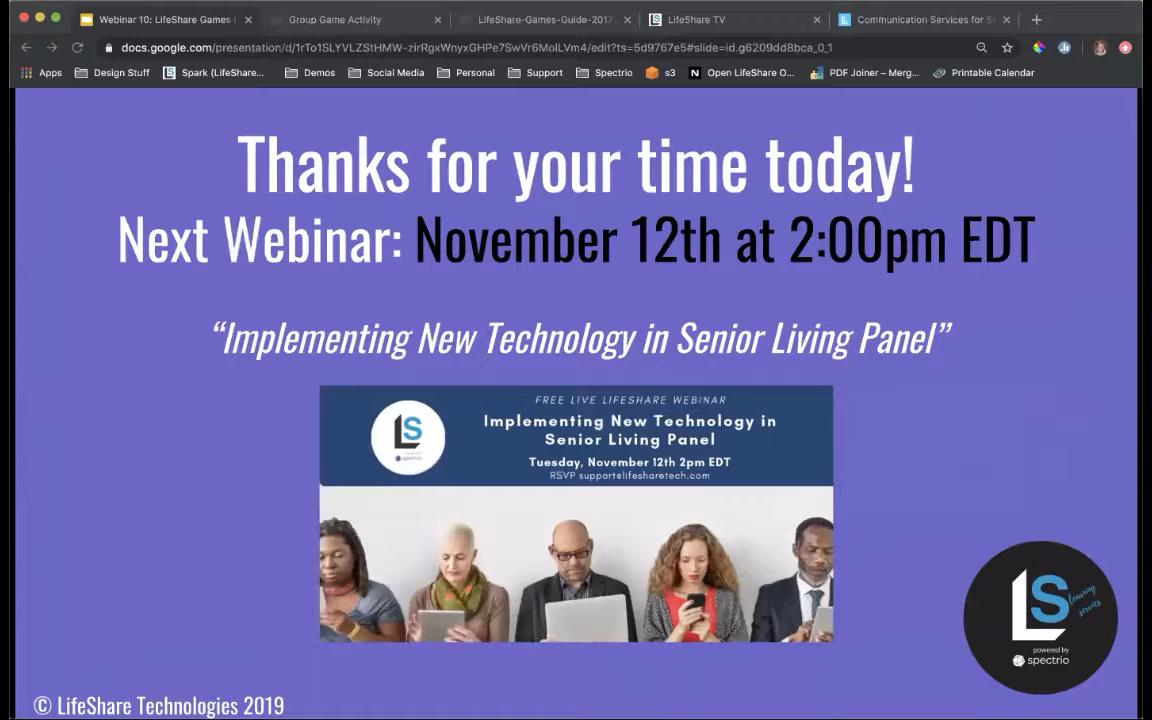 Webinar 10: LifeShare Games
Group Game Activity
LifeShare-Games-Guide-2017
LifeShare TV
Communication Services for S
docs.google.com/presentation/d/1rTo1SLYVLZStHMW-zirRgxWnyxGHPe7SwVr6MolLVm4/edit?ts=5d9767e5#slide=id.g6209dd8bca_0_1
Apps
Design Stuff
Spark (LifeShare...
Demos
Social Media
Personal
Support
Spectrio
s3
Open LifeShare O...
PDF Joiner – Merg...
Printable Calendar
Thanks for your time today!
Next Webinar: November 12th at 2:00pm EDT
“Implementing New Technology in Senior Living Panel”
FREE LIVE LIFESHARE WEBINAR
Implementing New Technology in
Senior Living Panel
Tuesday, November 12th 2pm EDT
RSVP support@lifesharetech.com
LS
spectrio
LS
learning
series
powered by
spectrio
© LifeShare Technologies 2019